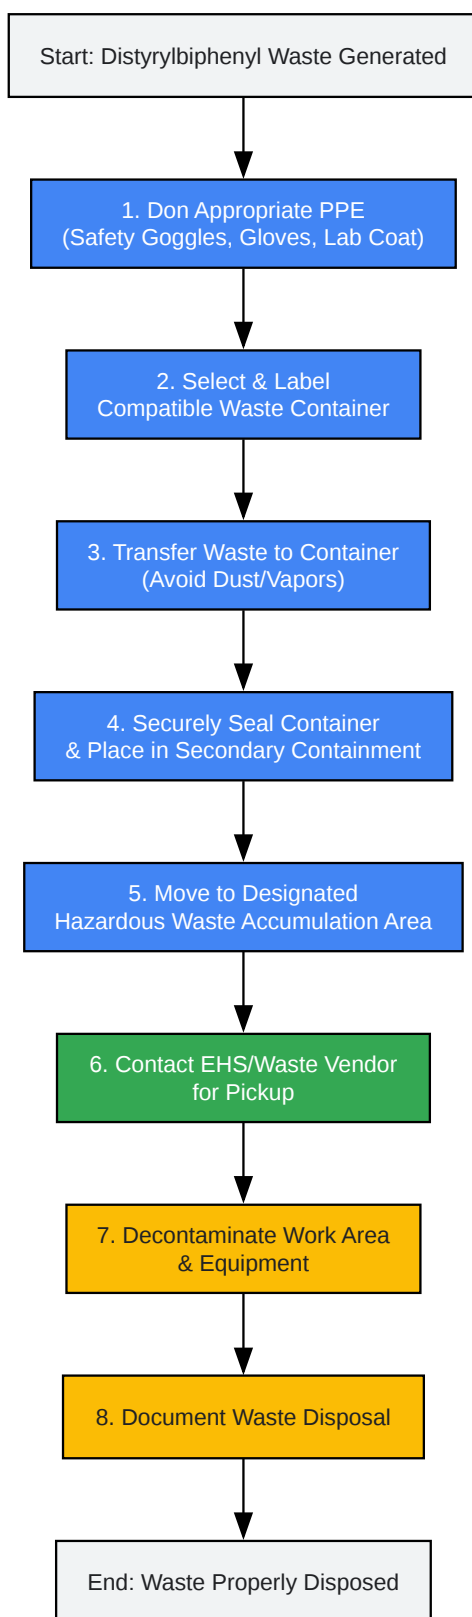 Start: Distyrylbiphenyl Waste Generated
1. Don Appropriate PPE
(Safety Goggles, Gloves, Lab Coat)
2. Select & Label
Compatible Waste Container
3. Transfer Waste to Container
(Avoid Dust/Vapors)
4. Securely Seal Container
& Place in Secondary Containment
5. Move to Designated
Hazardous Waste Accumulation Area
6. Contact EHS/Waste Vendor
for Pickup
7. Decontaminate Work Area
& Equipment
8. Document Waste Disposal
End: Waste Properly Disposed